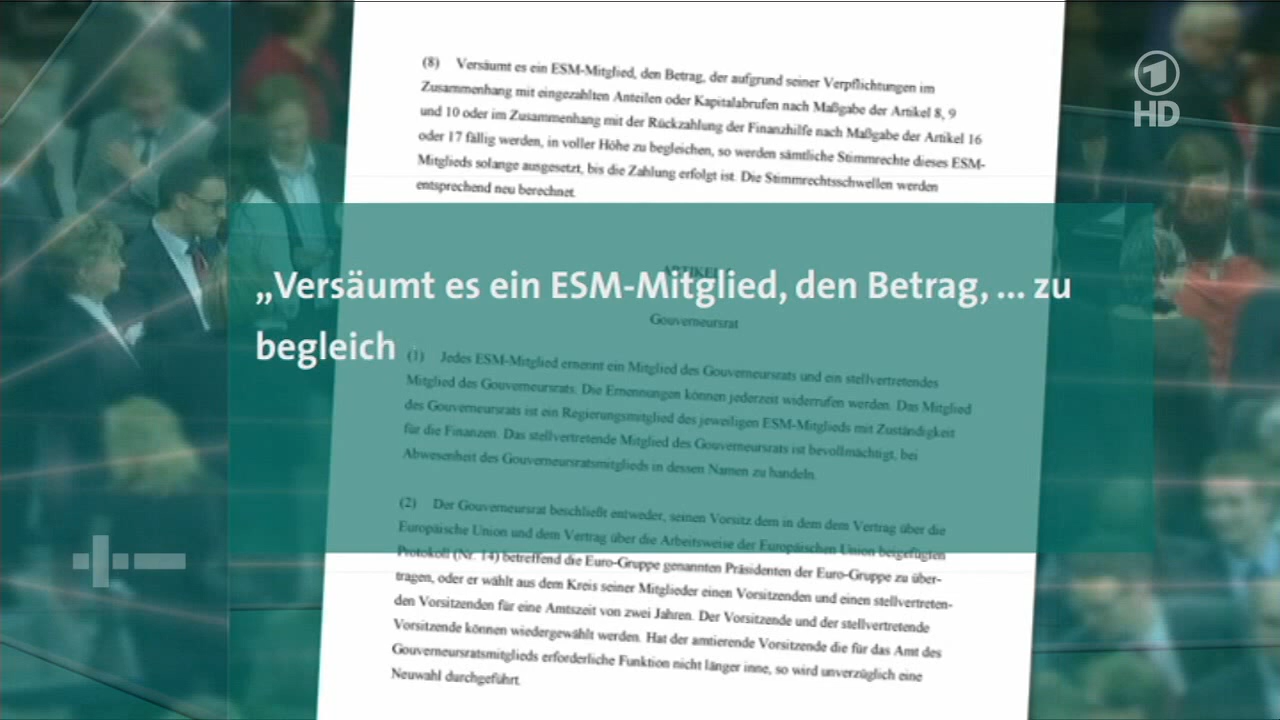 (8) Versäumt es ein ESM-Mitglied, den Betrag, der aufgrund seiner Verpflichtungen im
Zusammenhang mit eingezahlten Anteilen oder Kapitalabrufen nach Maßgabe der Artikel 8, 9
und 10 oder im Zusammenhang mit der Rückzahlung der Finanzhilfe nach Maßgabe der Artikel 16
oder 17 fällig werden, in voller Höhe zu begleichen, so werden sämtliche Stimmrechte dieses ESM-
Mitglieds solange ausgesetzt, bis die Zahlung erfolgt ist. Die Stimmrechtsschwellen werden
entsprechend neu berechnet.
ARTIKEL
„Versäumt es ein ESM-Mitglied, den Betrag, ... zu
begleich
Gouverneursrat
(1) Jedes ESM-Mitglied ernennt ein Mitglied des Gouverneursrats und ein stellvertretendes
Mitglied des Gouverneursrats. Die Ernennungen können jederzeit widerrufen werden. Das Mitglied
des Gouverneursrats ist ein Regierungsmitglied des jeweiligen ESM-Mitglieds mit Zuständigkeit
für die Finanzen. Das stellvertretende Mitglied des Gouverneursrats ist bevollmächtigt, bei
Abwesenheit des Gouverneursratsmitglieds in dessen Namen zu handeln.
(2) Der Gouverneursrat beschließt entweder, seinen Vorsitz dem in dem dem Vertrag über die
Europäische Union und dem Vertrag über die Arbeitsweise der Europäischen Union beigefügten
Protokoll (Nr. 14) betreffend die Euro-Gruppe genannten Präsidenten der Euro-Gruppe zu über-
tragen, oder er wählt aus dem Kreis seiner Mitglieder einen Vorsitzenden und einen stellvertreten-
den Vorsitzenden für eine Amtszeit von zwei Jahren. Der Vorsitzende und der stellvertretende
Vorsitzende können wiedergewählt werden. Hat der amtierende Vorsitzende die für das Amt des
Gouverneursratsmitglieds erforderliche Funktion nicht länger inne, so wird unverzüglich eine
Neuwahl durchgeführt.
1
HD